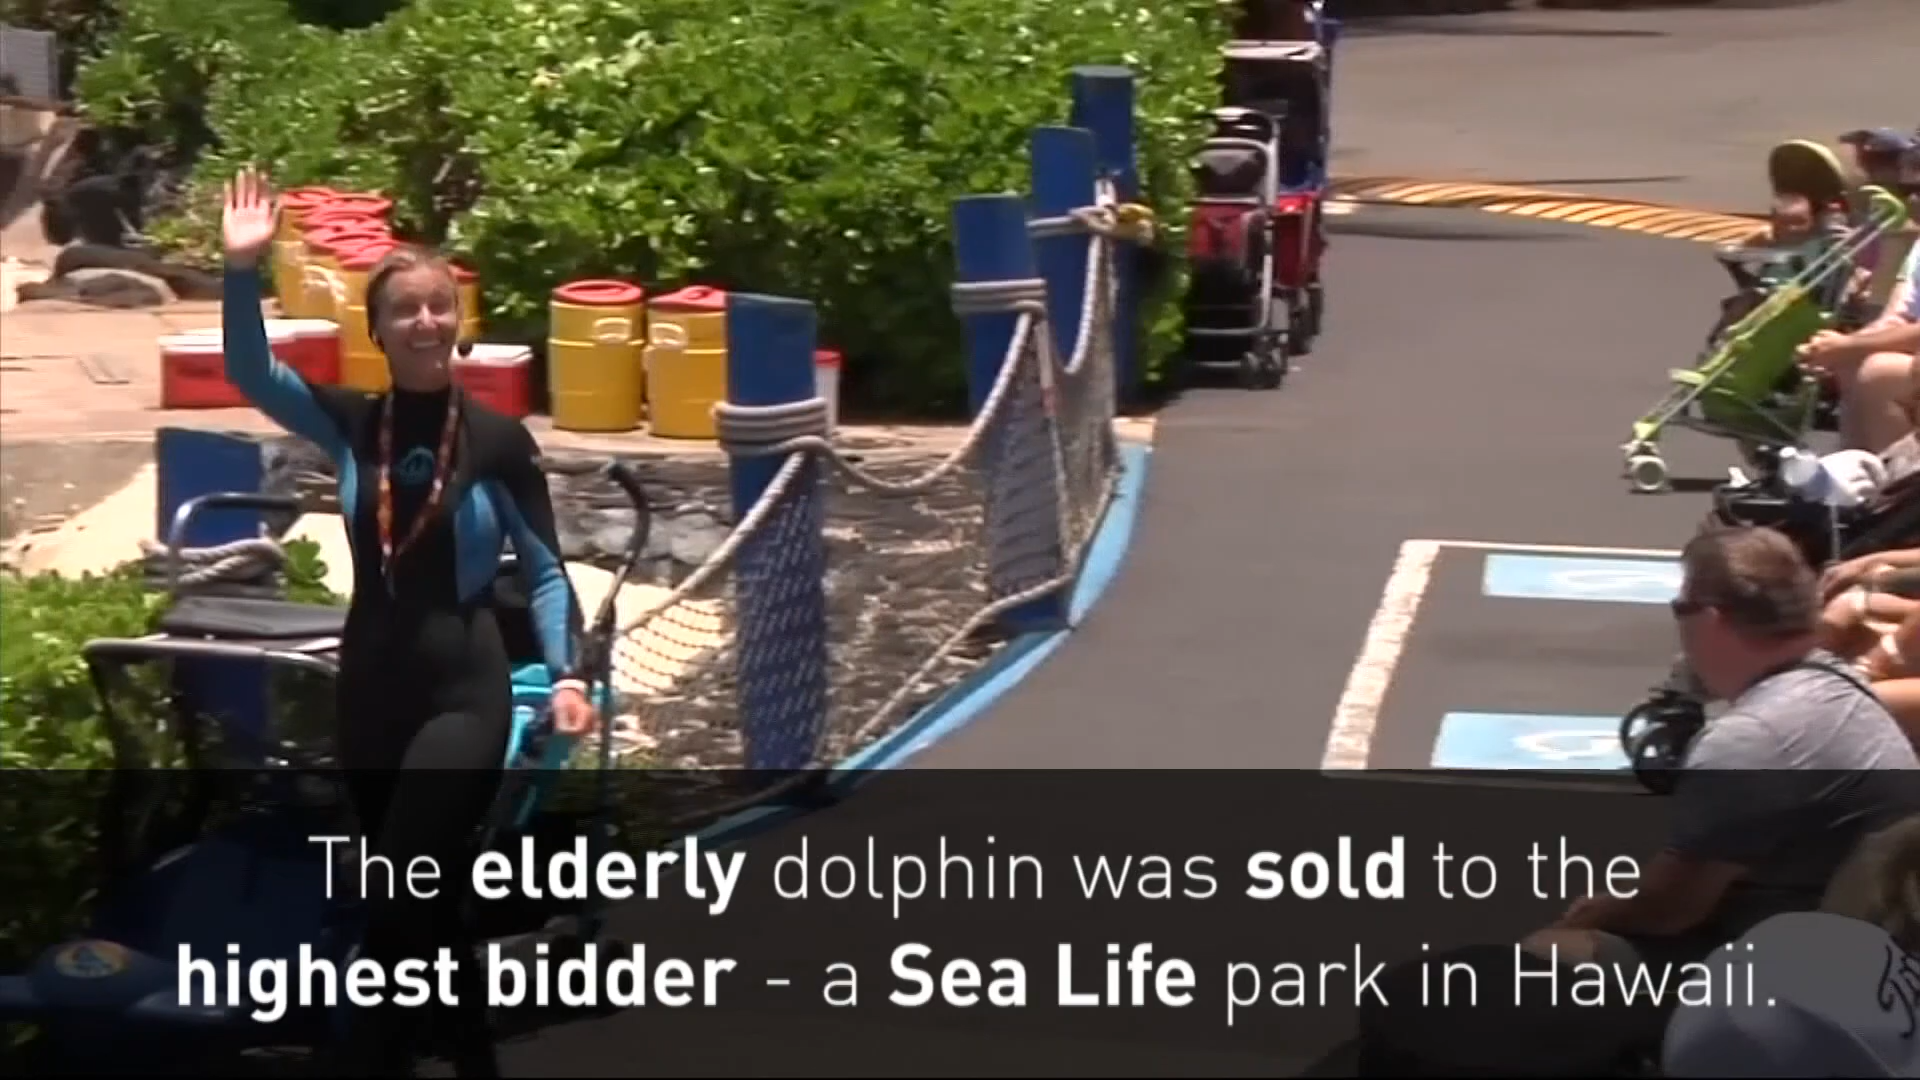 The elderly dolphin was sold to the
highest bidder - a Sea Life park in Hawaii.